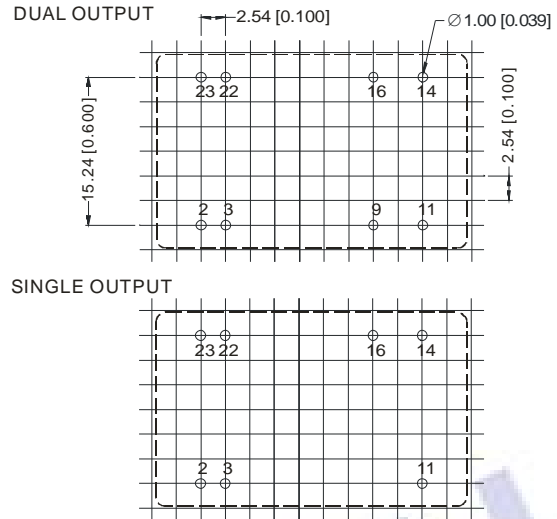 DUAL OUTPUT
2.54 [0.100]
∅1.00 [0.039]
23 22 16 14
15.24 [0.600]
2.54 [0.100]
2 3 9 11
SINGLE OUTPUT
23 22 16 14
2 3 11